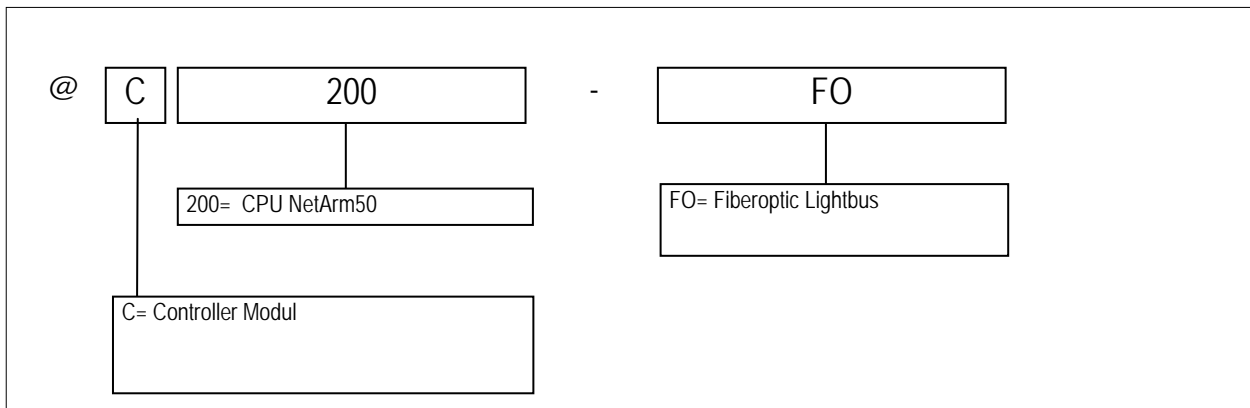 @ C 200 - FO
200= CPU NetArm50
FO= Fiberoptic Lightbus
C= Controller Modul